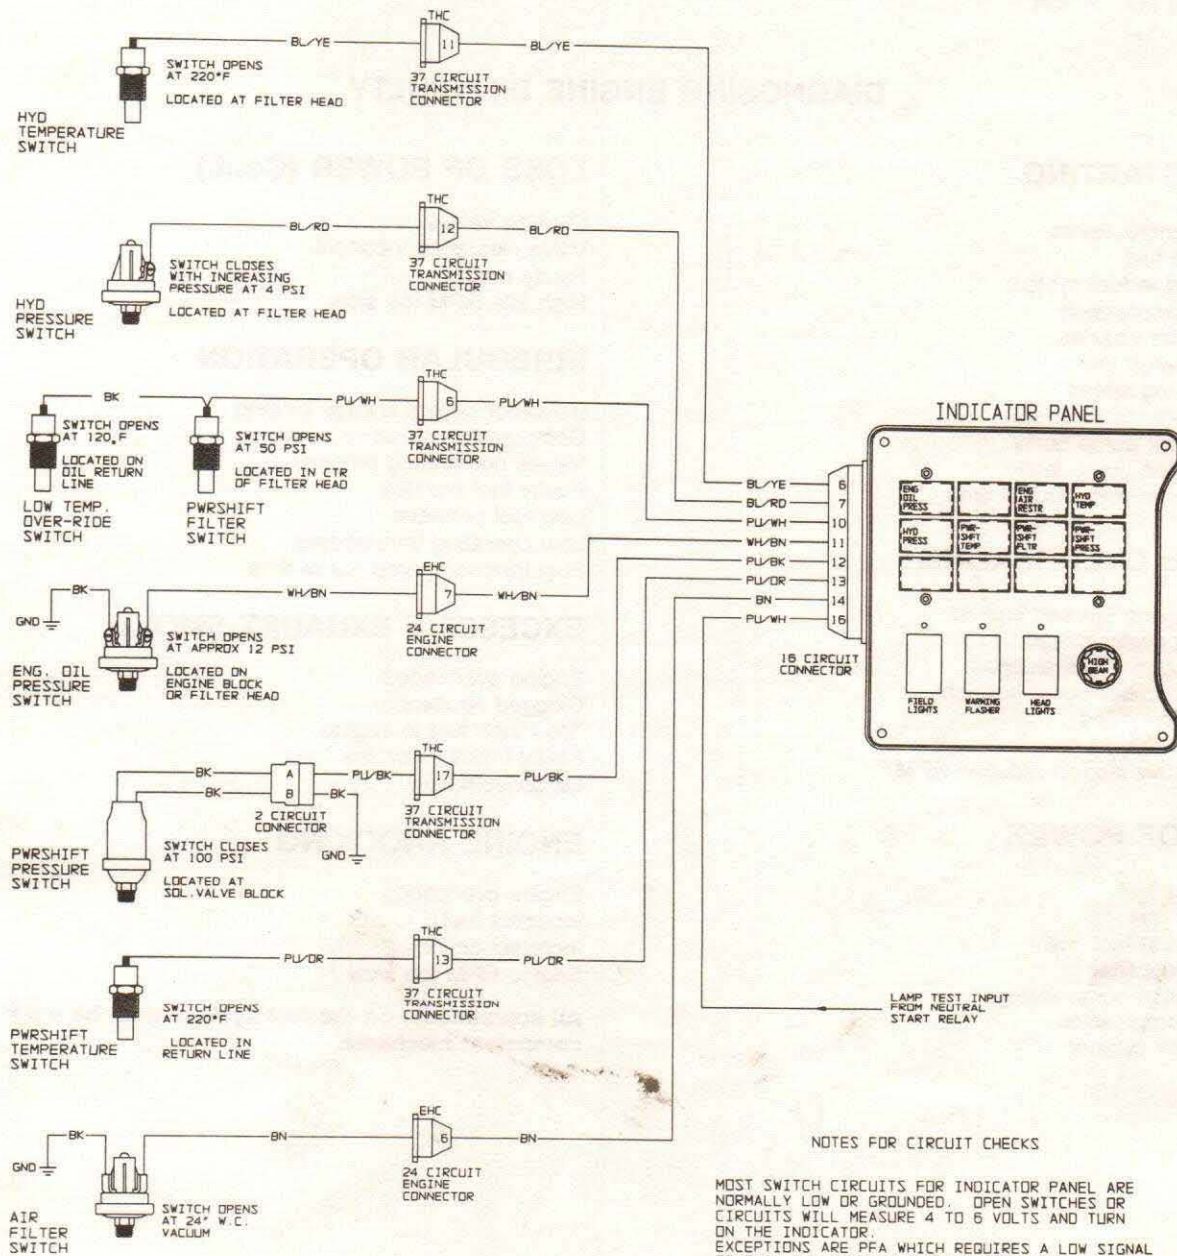 THC
BL/YE
11
BL/YE
SWITCH OPENS
AT 220°F
LOCATED AT FILTER HEAD
37 CIRCUIT
TRANSMISSION
CONNECTOR
HYD
TEMPERATURE
SWITCH
THC
BL/RD
12
BL/RD
SWITCH CLOSES
WITH INCREASING
PRESSURE AT 4 PSI
LOCATED AT FILTER HEAD
37 CIRCUIT
TRANSMISSION
CONNECTOR
HYD
PRESSURE
SWITCH
THC
BK
PU/WH
6
PU/WH
SWITCH OPENS
AT 120°F
LOCATED ON
OIL RETURN
LINE
SWITCH OPENS
AT 50 PSI
LOCATED IN CTR
OF FILTER HEAD
37 CIRCUIT
TRANSMISSION
CONNECTOR
LOW TEMP.
OVER-RIDE
SWITCH
PWRSHIFT
FILTER
SWITCH
EHC
BK
WH/BN
7
WH/BN
GND
SWITCH OPENS
AT APPROX 12 PSI
LOCATED ON
ENGINE BLOCK
OR FILTER HEAD
24 CIRCUIT
ENGINE
CONNECTOR
ENG. OIL
PRESSURE
SWITCH
THC
BK
A
PU/BK
17
PU/BK
BK
B
BK
2 CIRCUIT
CONNECTOR
37 CIRCUIT
TRANSMISSION
CONNECTOR
SWITCH CLOSES
AT 100 PSI
LOCATED AT
SOL.VALVE BLOCK
GND
PWRSHIFT
PRESSURE
SWITCH
THC
PU/OR
13
PU/OR
SWITCH OPENS
AT 220°F
LOCATED IN
RETURN LINE
37 CIRCUIT
TRANSMISSION
CONNECTOR
PWRSHIFT
TEMPERATURE
SWITCH
EHC
BK
BN
6
BN
GND
SWITCH OPENS
AT 24" W.C.
VACUUM
24 CIRCUIT
ENGINE
CONNECTOR
AIR
FILTER
SWITCH
INDICATOR PANEL
BL/YE 6
BL/RD 7
PU/WH 10
WH/BN 11
PU/BK 12
PU/OR 13
BN 14
PU/WH 16
16 CIRCUIT
CONNECTOR
ENG
OIL
PRESS
ENG
AIR
RESTR
HYD
TEMP
HYD
PRESS
PWR-
SHFT
TEMP
PWR-
SHFT
FLTR
PWR-
SHFT
PRESS
FIELD
LIGHTS
WARNING
FLASHER
HEAD
LIGHTS
HIGH
BEAM
LAMP TEST INPUT
FROM NEUTRAL
START RELAY
NOTES FOR CIRCUIT CHECKS
MOST SWITCH CIRCUITS FOR INDICATOR PANEL ARE
NORMALLY LOW OR GROUNDED. OPEN SWITCHES OR
CIRCUITS WILL MEASURE 4 TO 6 VOLTS AND TURN
ON THE INDICATOR.
EXCEPTIONS ARE PFA WHICH REQUIRES A LOW SIGNAL